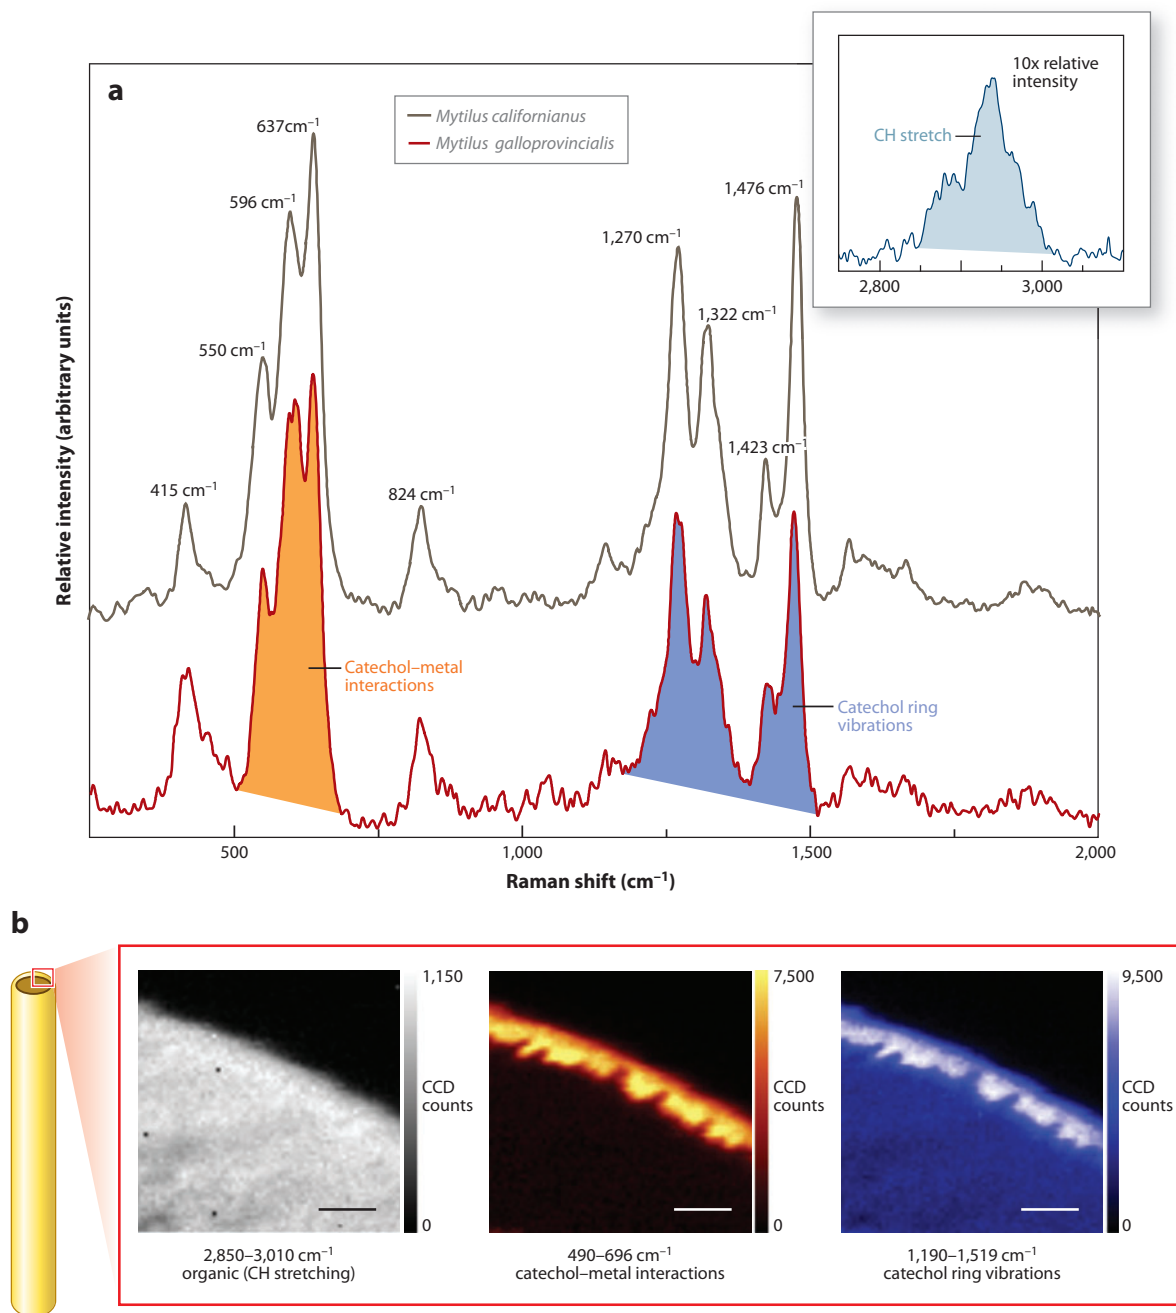 a
10x relative
intensity
CH stretch
2,800
3,000
Mytilus californianus
Mytilus galloprovincialis
637cm⁻¹
596 cm⁻¹
550 cm⁻¹
415 cm⁻¹
824 cm⁻¹
1,270 cm⁻¹
1,322 cm⁻¹
1,476 cm⁻¹
1,423 cm⁻¹
Catechol–metal
interactions
Catechol ring
vibrations
Relative intensity (arbitrary units)
500
1,000
1,500
2,000
Raman shift (cm⁻¹)
b
1,150
CCD
counts
0
7,500
CCD
counts
0
9,500
CCD
counts
0
2,850–3,010 cm⁻¹
organic (CH stretching)
490–696 cm⁻¹
catechol–metal interactions
1,190–1,519 cm⁻¹
catechol ring vibrations